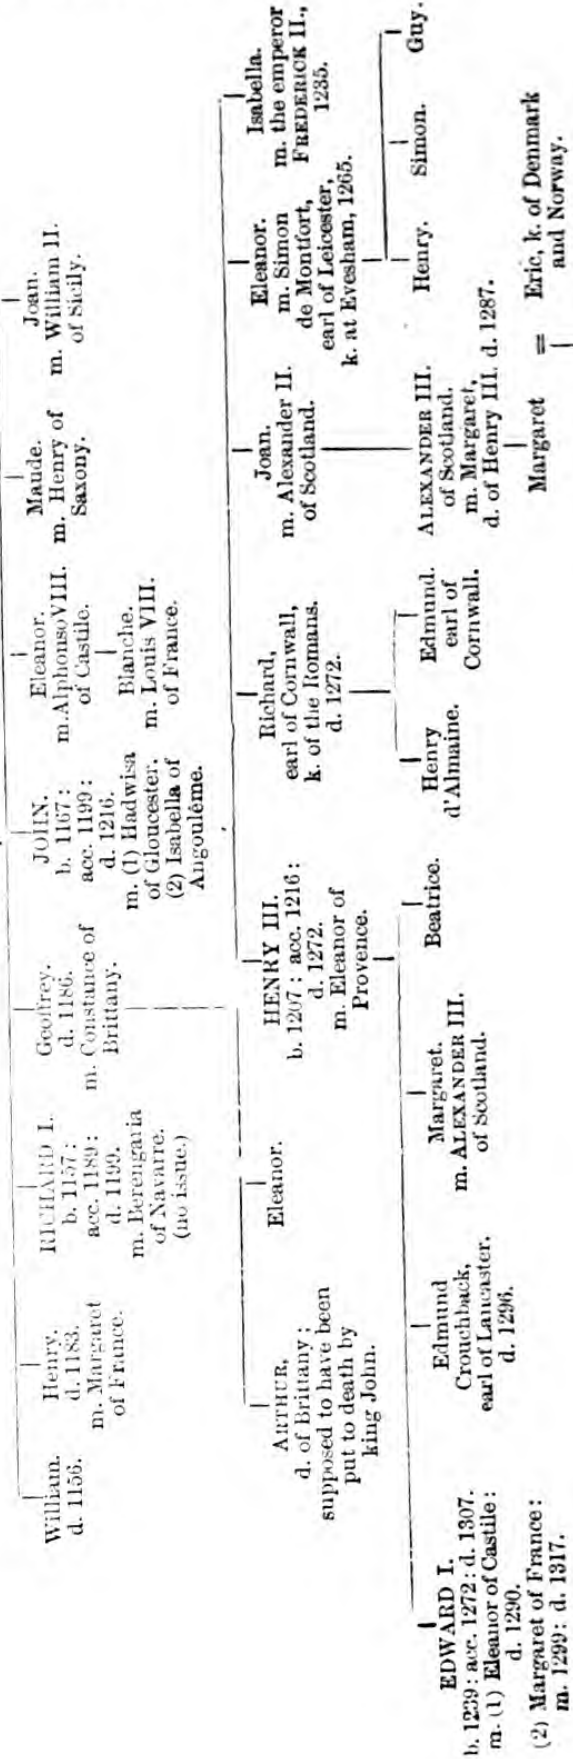 William.
d. 1156.
Henry.
d. 1183.
m. Margaret
of France.
RICHARD I.
b. 1157:
acc. 1189:
d. 1199.
m. Berengaria
of Navarre.
(no issue.)
Geoffrey.
d. 1186.
m. Constance of
Brittany.
JOHN.
b. 1167:
acc. 1199:
d. 1216.
m. (1) Hadwisa
of Gloucester.
(2) Isabella of
Angoulême.
Eleanor.
m. Alphonso VIII.
of Castile.
Blanche.
m. Louis VIII.
of France.
Maude.
m. Henry of
Saxony.
Joan.
m. William II.
of Sicily.
ARTHUR,
d. of Brittany;
supposed to have been
put to death by
king John.
Eleanor.
HENRY III.
b. 1207: acc. 1216:
d. 1272.
m. Eleanor of
Provence.
Richard,
earl of Cornwall,
k. of the Romans.
d. 1272.
Joan.
m. Alexander II.
of Scotland.
Eleanor.
m. Simon
de Montfort,
earl of Leicester,
k. at Evesham, 1265.
Isabella.
m. the emperor
FREDERICK II.,
1235.
EDWARD I.
b. 1239: acc. 1272: d. 1307.
m. (1) Eleanor of Castile:
d. 1290.
(2) Margaret of France:
m. 1299: d. 1317.
Edmund
Crouchback,
earl of Lancaster.
d. 1296.
Margaret.
m. ALEXANDER III.
of Scotland.
Beatrice.
Henry
d'Almaine.
Edmund.
earl of
Cornwall.
ALEXANDER III.
of Scotland.
m. Margaret,
d. of Henry III. d. 1287.
Henry.
Simon.
Guy.
Margaret = Eric, k. of Denmark
and Norway.